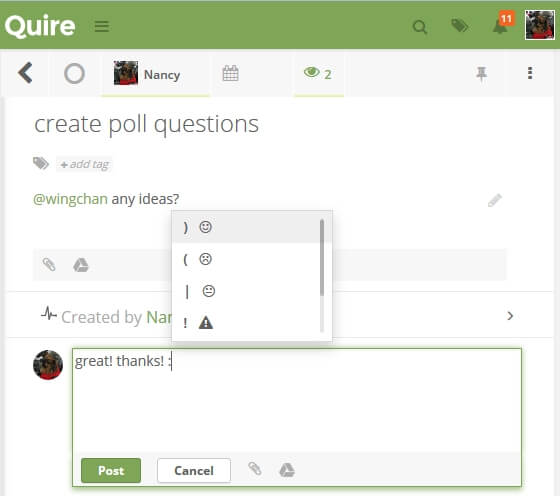 Quire
11
Nancy
2
create poll questions
+ add tag
@wingchan any ideas?
)
(
|
!
Created by Nan
great! thanks! :
Post
Cancel